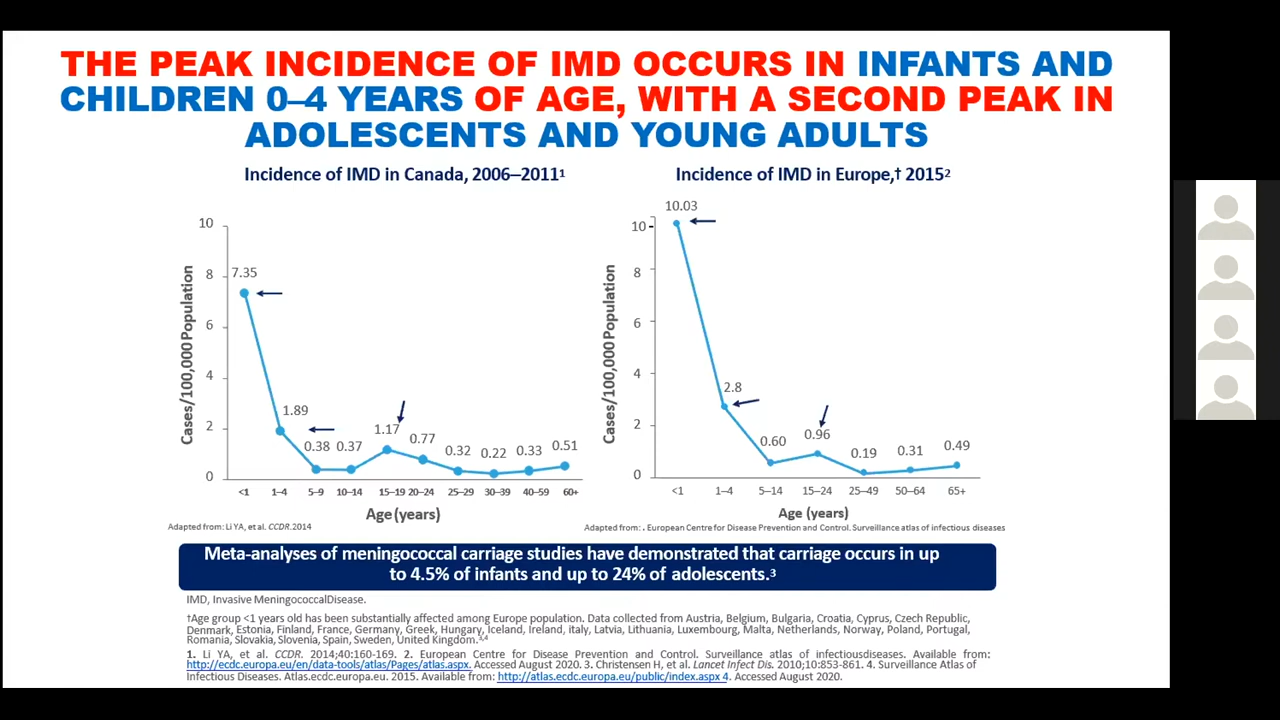 THE PEAK INCIDENCE OF IMD OCCURS IN INFANTS AND
CHILDREN 0–4 YEARS OF AGE, WITH A SECOND PEAK IN
ADOLESCENTS AND YOUNG ADULTS
Incidence of IMD in Canada, 2006–2011¹
Cases/100,000 Population
10
8
6
4
2
0
7.35
1.89
0.38
0.37
1.17
0.77
0.32
0.22
0.33
0.51
<1
1–4
5–9
10–14
15–19
20–24
25–29
30–39
40–59
60+
Age (years)
Adapted from: Li YA, et al. CCDR.2014
Incidence of IMD in Europe,† 2015²
Cases/100,000 Population
10
8
6
4
2
0
10.03
2.8
0.60
0.96
0.19
0.31
0.49
<1
1–4
5–14
15–24
25–49
50–64
65+
Age (years)
Adapted from: . European Centre for Disease Prevention and Control. Surveillance atlas of infectious diseases
Meta-analyses of meningococcal carriage studies have demonstrated that carriage occurs in up
to 4.5% of infants and up to 24% of adolescents.³
IMD, Invasive MeningococcalDisease.
†Age group <1 years old has been substantially affected among Europe population. Data collected from Austria, Belgium, Bulgaria, Croatia, Cyprus, Czech Republic,
Denmark, Estonia, Finland, France, Germany, Greek, Hungary, Iceland, Ireland, italy, Latvia, Lithuania, Luxembourg, Malta, Netherlands, Norway, Poland, Portugal,
Romania, Slovakia, Slovenia, Spain, Sweden, United Kingdom.³,⁴
1. Li YA, et al. CCDR. 2014;40:160-169. 2. European Centre for Disease Prevention and Control. Surveillance atlas of infectiousdiseases. Available from:
http://ecdc.europa.eu/en/data-tools/atlas/Pages/atlas.aspx. Accessed August 2020. 3. Christensen H, et al. Lancet Infect Dis. 2010;10:853-861. 4. Surveillance Atlas of
Infectious Diseases. Atlas.ecdc.europa.eu. 2015. Available from: http://atlas.ecdc.europa.eu/public/index.aspx 4. Accessed August 2020.